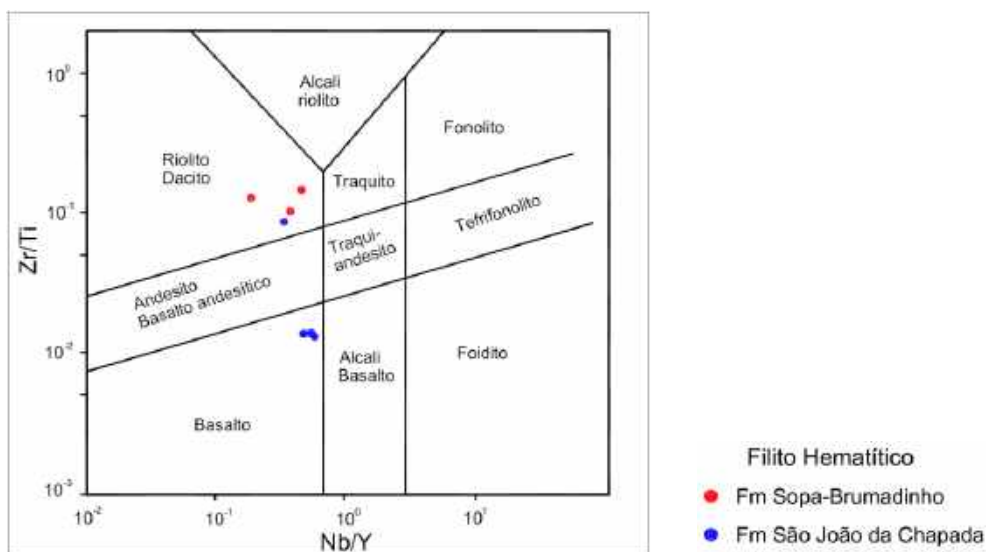 Alcali
riolito
Fonolito
Riolito
Dacito
Traquito
Tefrifonolito
Traqui-
andesito
Andesito
Basalto andesítico
Alcali
Basalto
Foidito
Basalto
Zr/Ti
10⁰
10⁻¹
10⁻²
10⁻³
10⁻²
10⁻¹
10⁰
10¹
Nb/Y
Filito Hematítico
Fm Sopa-Brumadinho
Fm São João da Chapada